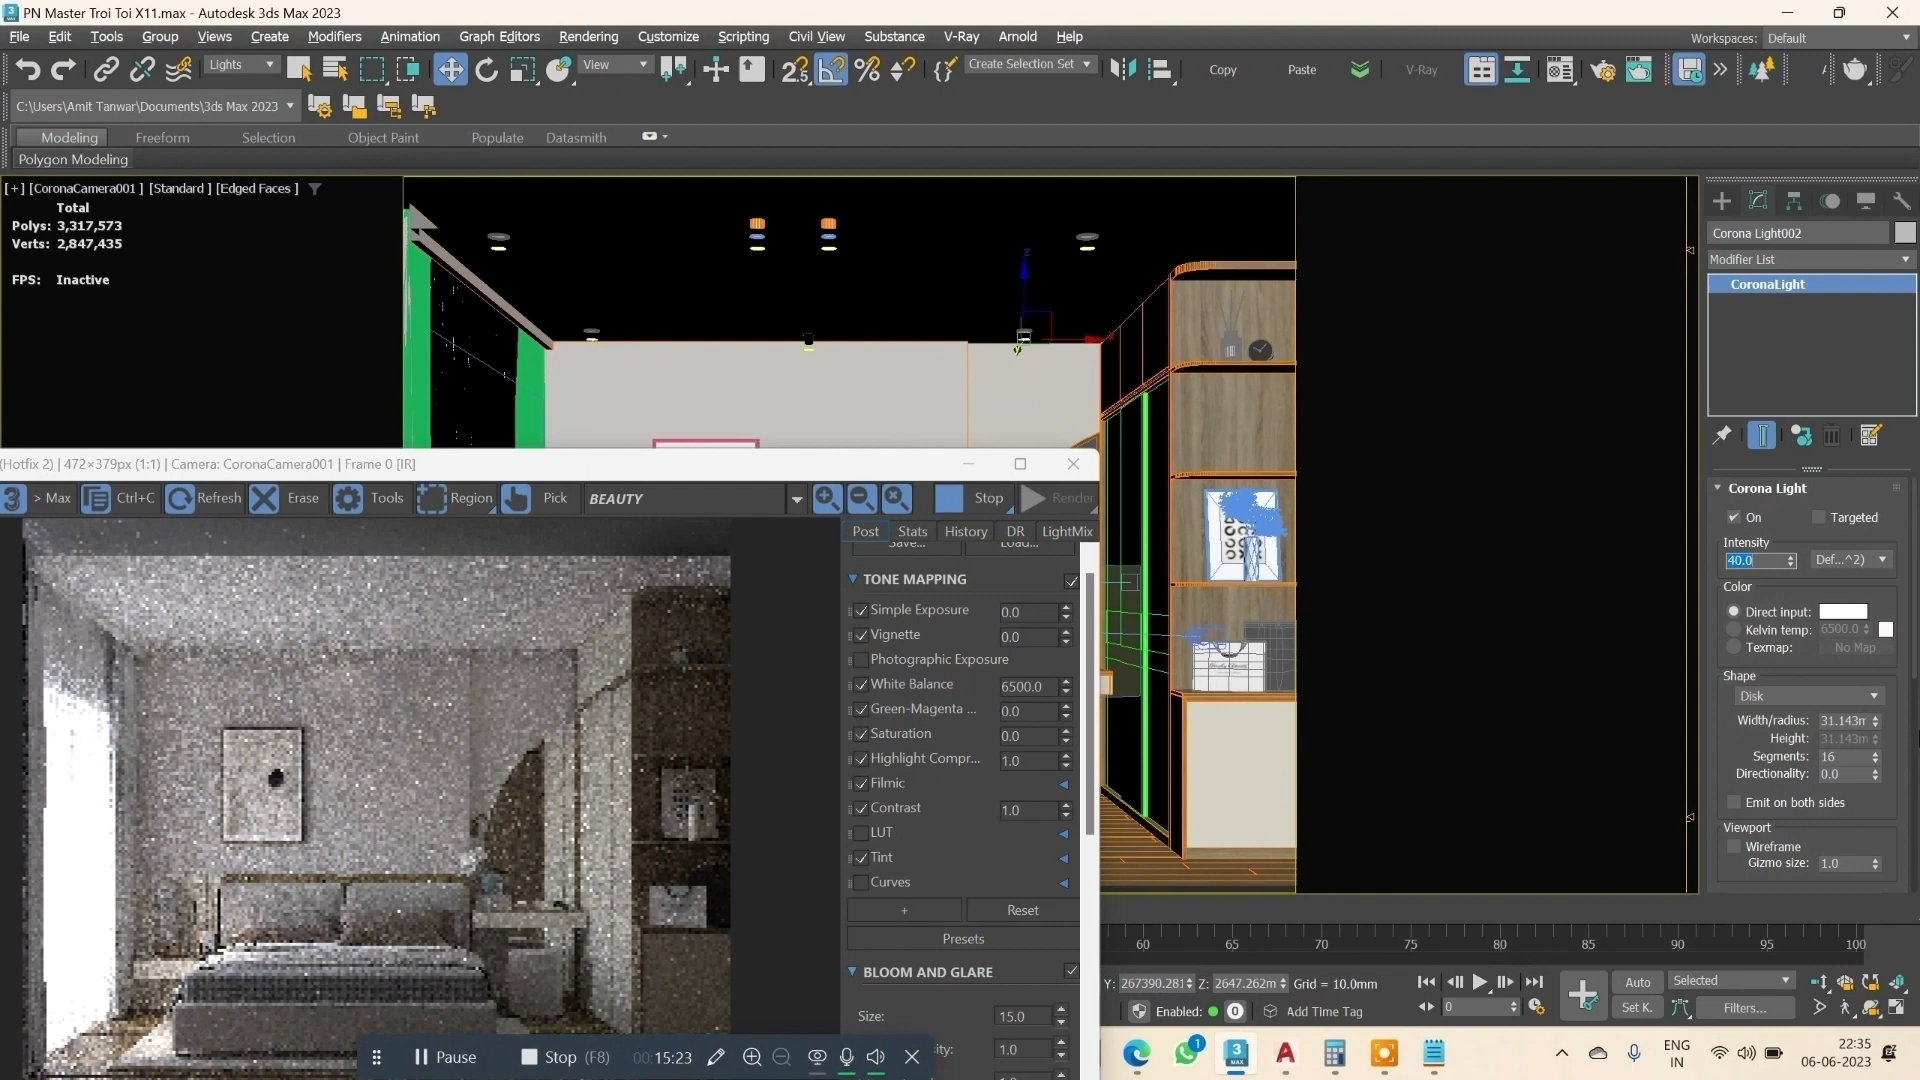 PN Master Troi Toi X11.max - Autodesk 3ds Max 2023
File Edit Tools Group Views Create Modifiers Animation Graph Editors Rendering Customize Scripting Civil View Substance V-Ray Arnold Help
Workspaces: Default
Lights View Create Selection Set Copy Paste V-Ray
C:\Users\Amit Tanwar\Documents\3ds Max 2023
Modeling Freeform Selection Object Paint Populate Datasmith
Polygon Modeling
[+] [CoronaCamera001 ] [Standard ] [Edged Faces ]
Total
Polys: 3,317,573
Verts: 2,847,435
FPS: Inactive
Corona Light002
Modifier List
CoronaLight
Corona Light
On Targeted
Intensity
40.0 Def...^2)
Color
Direct input:
Kelvin temp: 6500.0
Texmap: No Map
Shape
Disk
Width/radius: 31.143m
Height: 31.143m
Segments: 16
Directionality: 0.0
Emit on both sides
Viewport
Wireframe
Gizmo size: 1.0
(Hotfix 2) | 472×379px (1:1) | Camera: CoronaCamera001 | Frame 0 [IR]
3 > Max Ctrl+C Refresh Erase Tools Region Pick BEAUTY Stop Render
Post Stats History DR LightMix
Save... Load...
TONE MAPPING
Simple Exposure 0.0
Vignette 0.0
Photographic Exposure
White Balance 6500.0
Green-Magenta ... 0.0
Saturation 0.0
Highlight Compr... 1.0
Filmic
Contrast 1.0
LUT
Tint
Curves
+ Reset
Presets
BLOOM AND GLARE
Size: 15.0
1.0
60 65 70 75 80 85 90 95 100
Y: 267390.281 Z: 2647.262m Grid = 10.0mm
Auto Selected
Enabled: 0 Add Time Tag
0 Set K. Filters...
Pause Stop (F8) 00:15:23
1
ENG
IN
22:35
06-06-2023